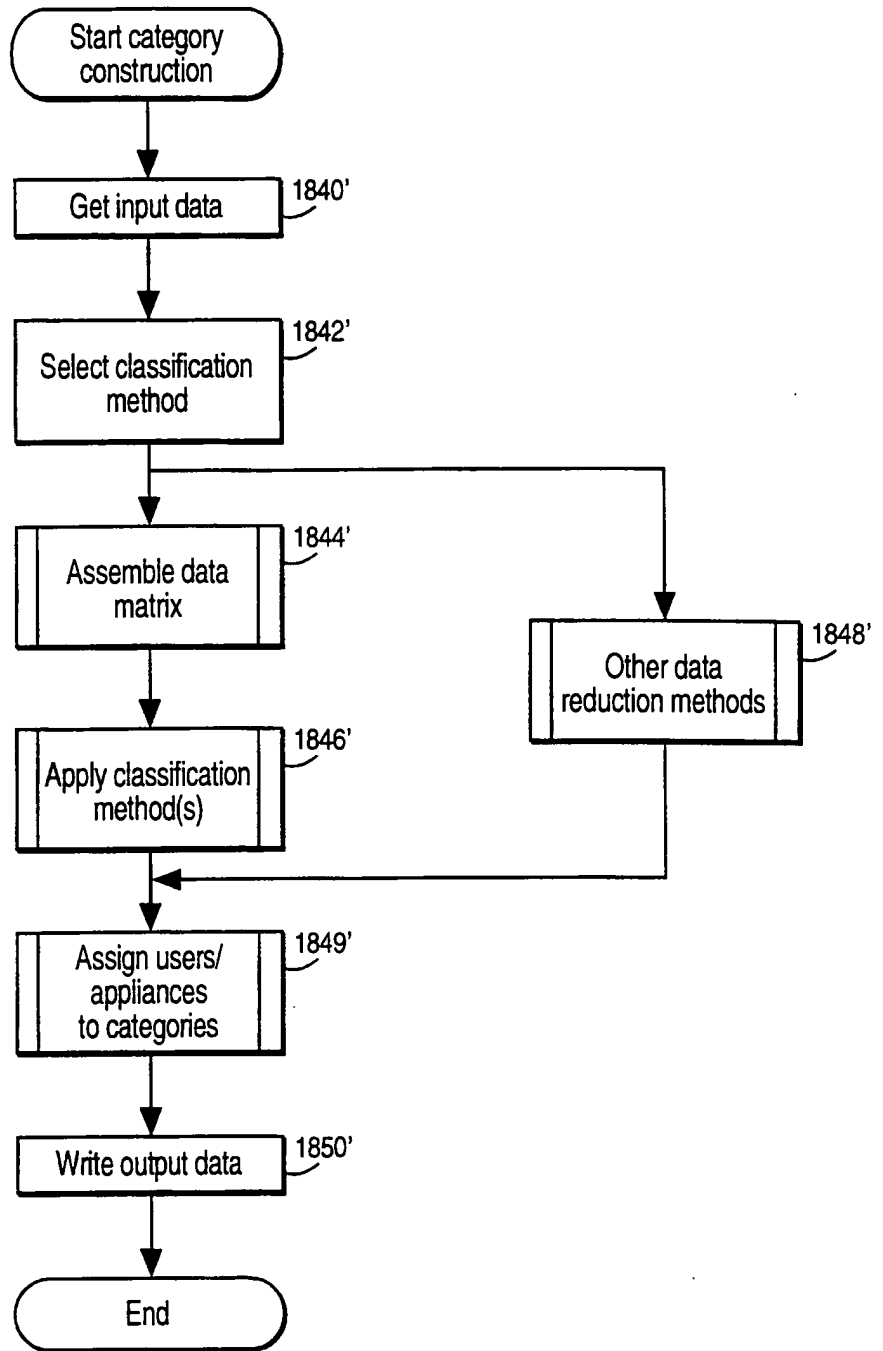 Start category
construction
Get input data
1840’
Select classification
method
1842’
Assemble data
matrix
1844’
Other data
reduction methods
1848’
Apply classification
method(s)
1846’
Assign users/
appliances
to categories
1849’
Write output data
1850’
End